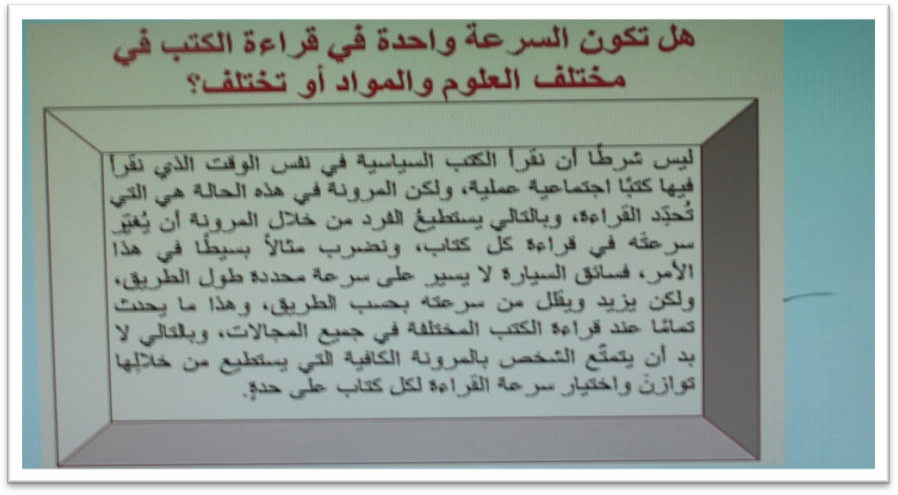 هل تكون السرعة واحدة في قراءة الكتب في
مختلف العلوم والمواد أو تختلف؟
ليس شرطًا أن نقرأ الكتب السياسية في نفس الوقت الذي نقرأ
فيها كتبًا اجتماعية عملية، ولكن المرونة في هذه الحالة هي التي
تُحدِّد القراءة، وبالتالي يستطيعُ الفرد من خلال المرونة أن يُغيِّر
سرعتَه في قراءة كل كتاب، ونضرب مثالاً بسيطًا في هذا
الأمر، فسائق السيارة لا يسير على سرعة محددة طول الطريق،
ولكن يزيد ويقلل من سرعته بحسب الطريق، وهذا ما يحدث
تمامًا عند قراءة الكتب المختلفة في جميع المجالات، وبالتالي لا
بد أن يتمتَّع الشخص بالمرونة الكافية التي يستطيع من خلالِها
توازنَ واختيار سرعة القراءة لكل كتاب على حدةٍ.